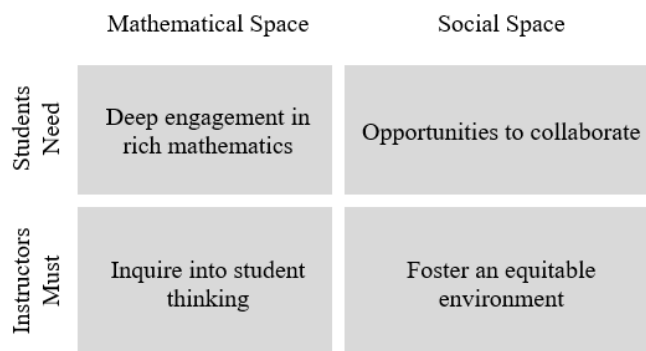 Mathematical Space
Social Space
Students
Need
Deep engagement in
rich mathematics
Opportunities to collaborate
Instructors
Must
Inquire into student
thinking
Foster an equitable
environment